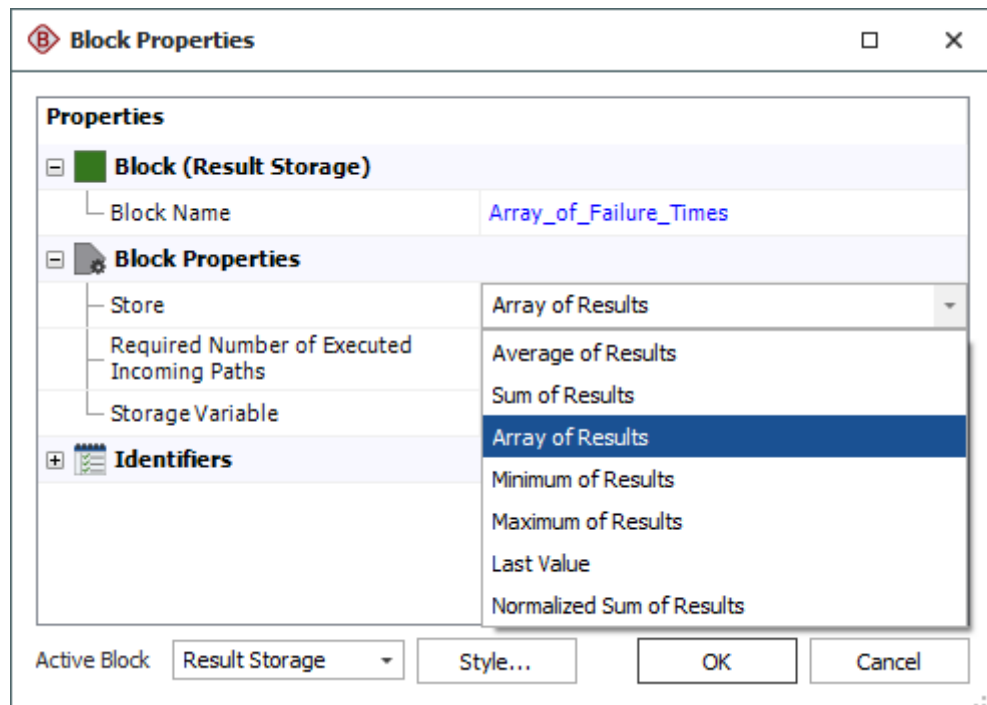 B Block Properties
Properties
Block (Result Storage)
Block Name Array_of_Failure_Times
Block Properties
Store Array of Results
Required Number of Executed
Incoming Paths
Storage Variable
Identifiers
Average of Results
Sum of Results
Array of Results
Minimum of Results
Maximum of Results
Last Value
Normalized Sum of Results
Active Block Result Storage Style... OK Cancel